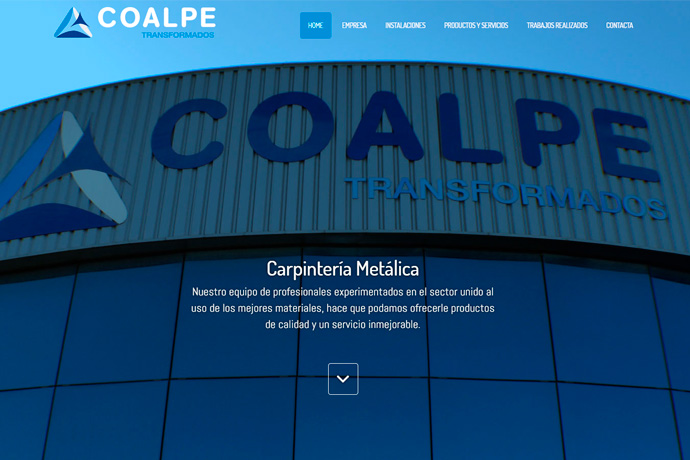 COALPE
TRANSFORMADOS
HOME EMPRESA INSTALACIONES PRODUCTOS Y SERVICIOS TRABAJOS REALIZADOS CONTACTA
COALPE
TRANSFORMADOS
Carpintería Metálica
Nuestro equipo de profesionales experimentados en el sector unido al
uso de los mejores materiales, hace que podamos ofrecerle productos
de calidad y un servicio inmejorable.